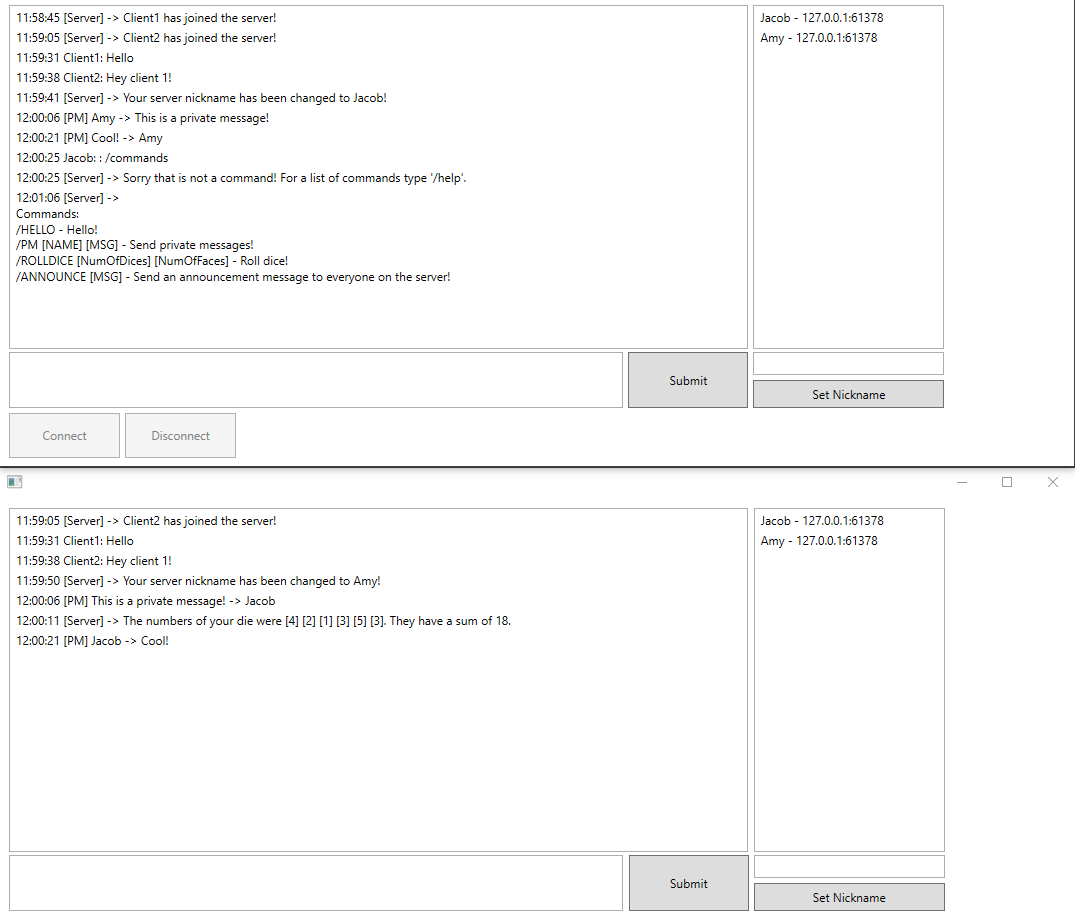 11:58:45 [Server] -> Client1 has joined the server!
11:59:05 [Server] -> Client2 has joined the server!
11:59:31 Client1: Hello
11:59:38 Client2: Hey client 1!
11:59:41 [Server] -> Your server nickname has been changed to Jacob!
12:00:06 [PM] Amy -> This is a private message!
12:00:21 [PM] Cool! -> Amy
12:00:25 Jacob: : /commands
12:00:25 [Server] -> Sorry that is not a command! For a list of commands type '/help'.
12:01:06 [Server] ->
Commands:
/HELLO - Hello!
/PM [NAME] [MSG] - Send private messages!
/ROLLDICE [NumOfDices] [NumOfFaces] - Roll dice!
/ANNOUNCE [MSG] - Send an announcement message to everyone on the server!
Jacob - 127.0.0.1:61378
Amy - 127.0.0.1:61378
Submit
Set Nickname
Connect
Disconnect
11:59:05 [Server] -> Client2 has joined the server!
11:59:31 Client1: Hello
11:59:38 Client2: Hey client 1!
11:59:50 [Server] -> Your server nickname has been changed to Amy!
12:00:06 [PM] This is a private message! -> Jacob
12:00:11 [Server] -> The numbers of your die were [4] [2] [1] [3] [5] [3]. They have a sum of 18.
12:00:21 [PM] Jacob -> Cool!
Jacob - 127.0.0.1:61378
Amy - 127.0.0.1:61378
Submit
Set Nickname